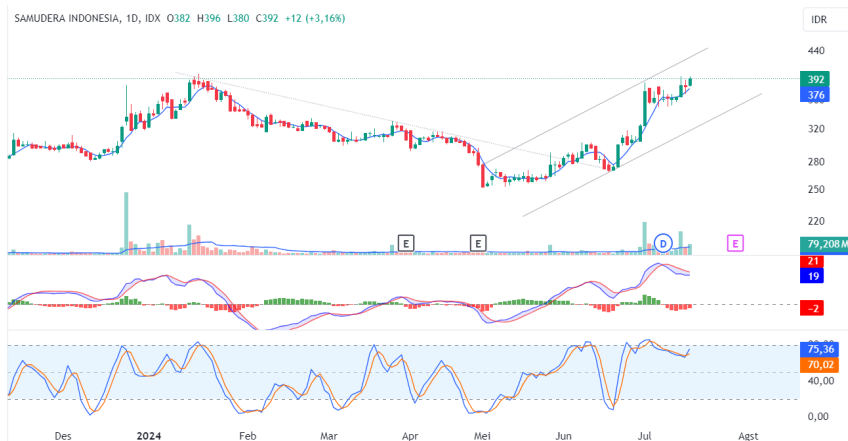 SAMUDERA INDONESIA, 1D, IDX O382 H396 L380 C392 +12 (+3,16%)
IDR
440
392
376
320
280
250
220
E
E
D
E
79,208 M
21
19
-2
75,36
70,02
40,00
0,00
Des 2024 Feb Mar Apr Mei Jun Jul Agst